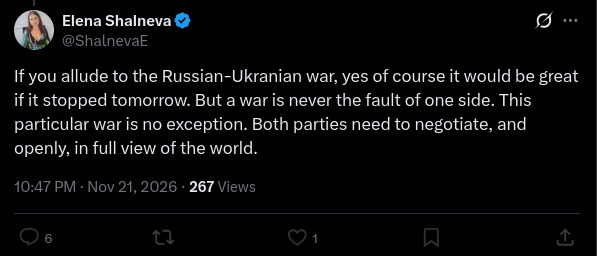 Elena Shalneva
@ShalnevaE
If you allude to the Russian-Ukranian war, yes of course it would be great
if it stopped tomorrow. But a war is never the fault of one side. This
particular war is no exception. Both parties need to negotiate, and
openly, in full view of the world.
10:47 PM · Nov 21, 2026 · 267 Views
6
1